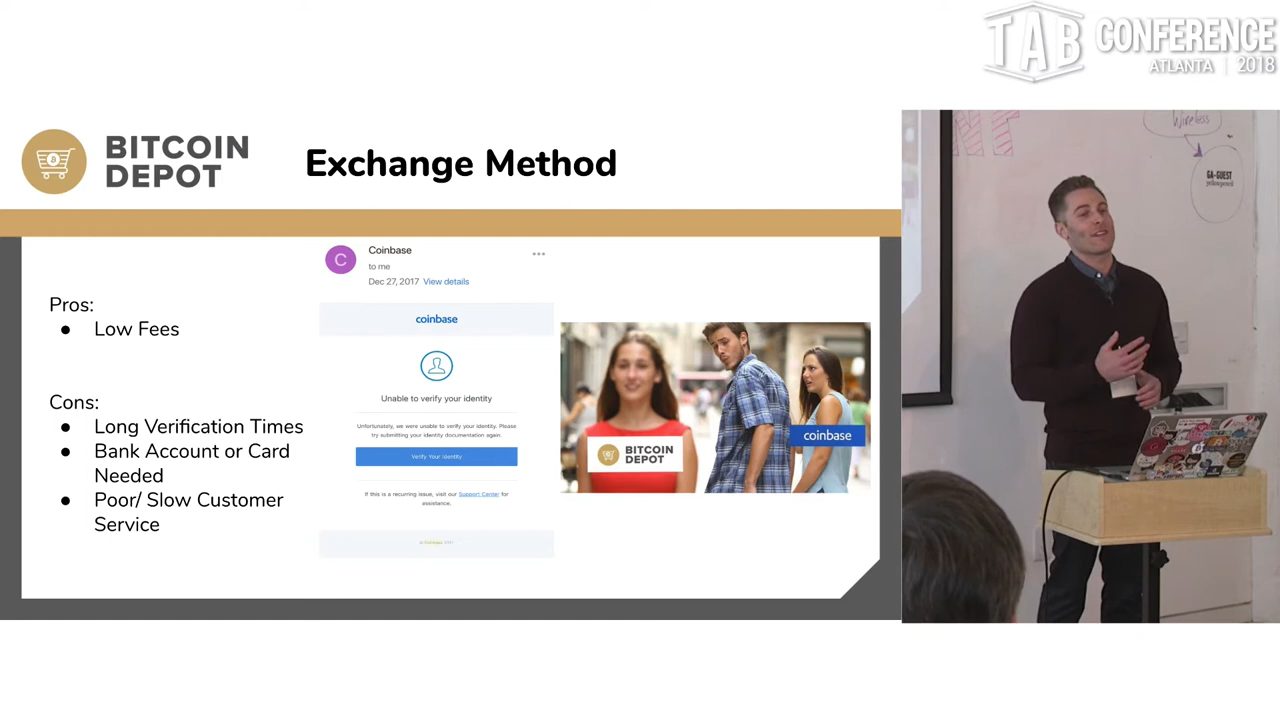 TAB CONFERENCE
ATLANTA | 2018
BITCOIN
DEPOT
Exchange Method
Pros:
● Low Fees
Cons:
● Long Verification Times
● Bank Account or Card
Needed
● Poor/ Slow Customer
Service
C
Coinbase
to me
Dec 27, 2017 View details
coinbase
Unable to verify your identity
Unfortunately, we were unable to verify your identity. Please
try submitting your identity documentation again.
Verify Your Identity
If this is a recurring issue, visit our Support Center for
assistance.
BITCOIN
DEPOT
coinbase
Wireless
GA-GUEST